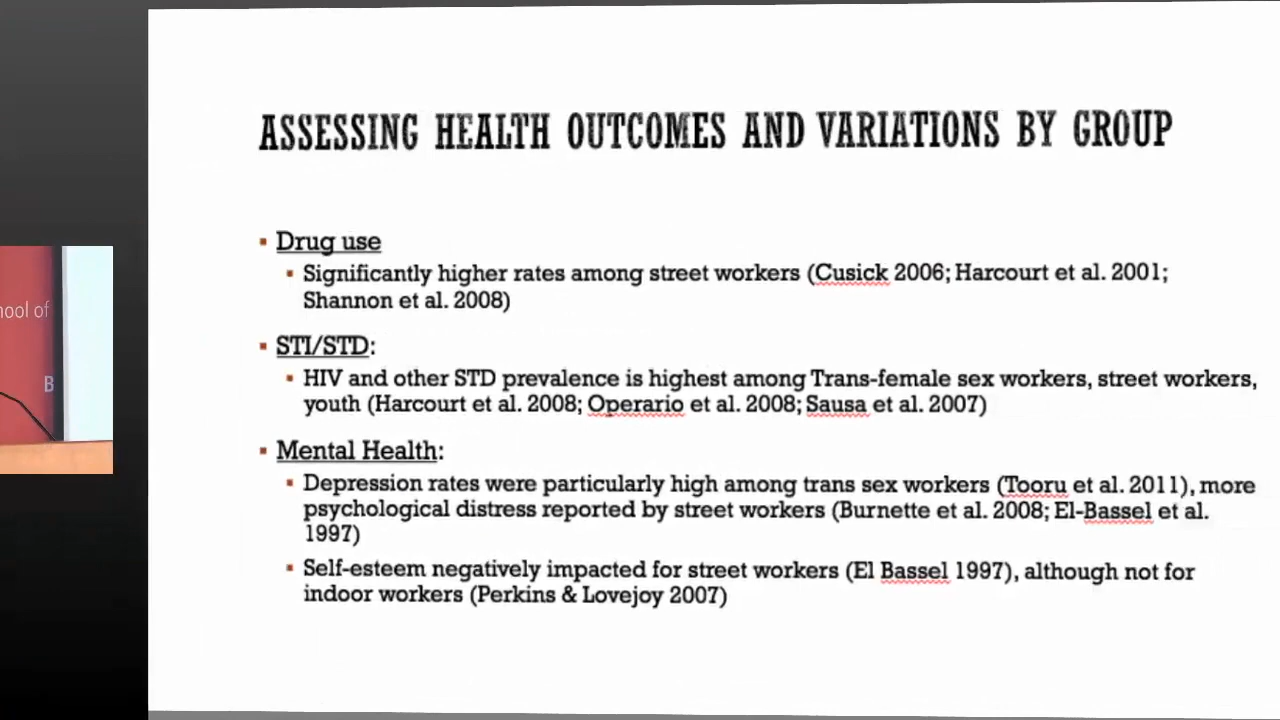 ASSESSING HEALTH OUTCOMES AND VARIATIONS BY GROUP
Drug use
Significantly higher rates among street workers (Cusick 2006; Harcourt et al. 2001;
Shannon et al. 2008)
STI/STD:
HIV and other STD prevalence is highest among Trans-female sex workers, street workers,
youth (Harcourt et al. 2008; Operario et al. 2008; Sausa et al. 2007)
Mental Health:
Depression rates were particularly high among trans sex workers (Tooru et al. 2011), more
psychological distress reported by street workers (Burnette et al. 2008; El-Bassel et al.
1997)
Self-esteem negatively impacted for street workers (El Bassel 1997), although not for
indoor workers (Perkins & Lovejoy 2007)
of
B